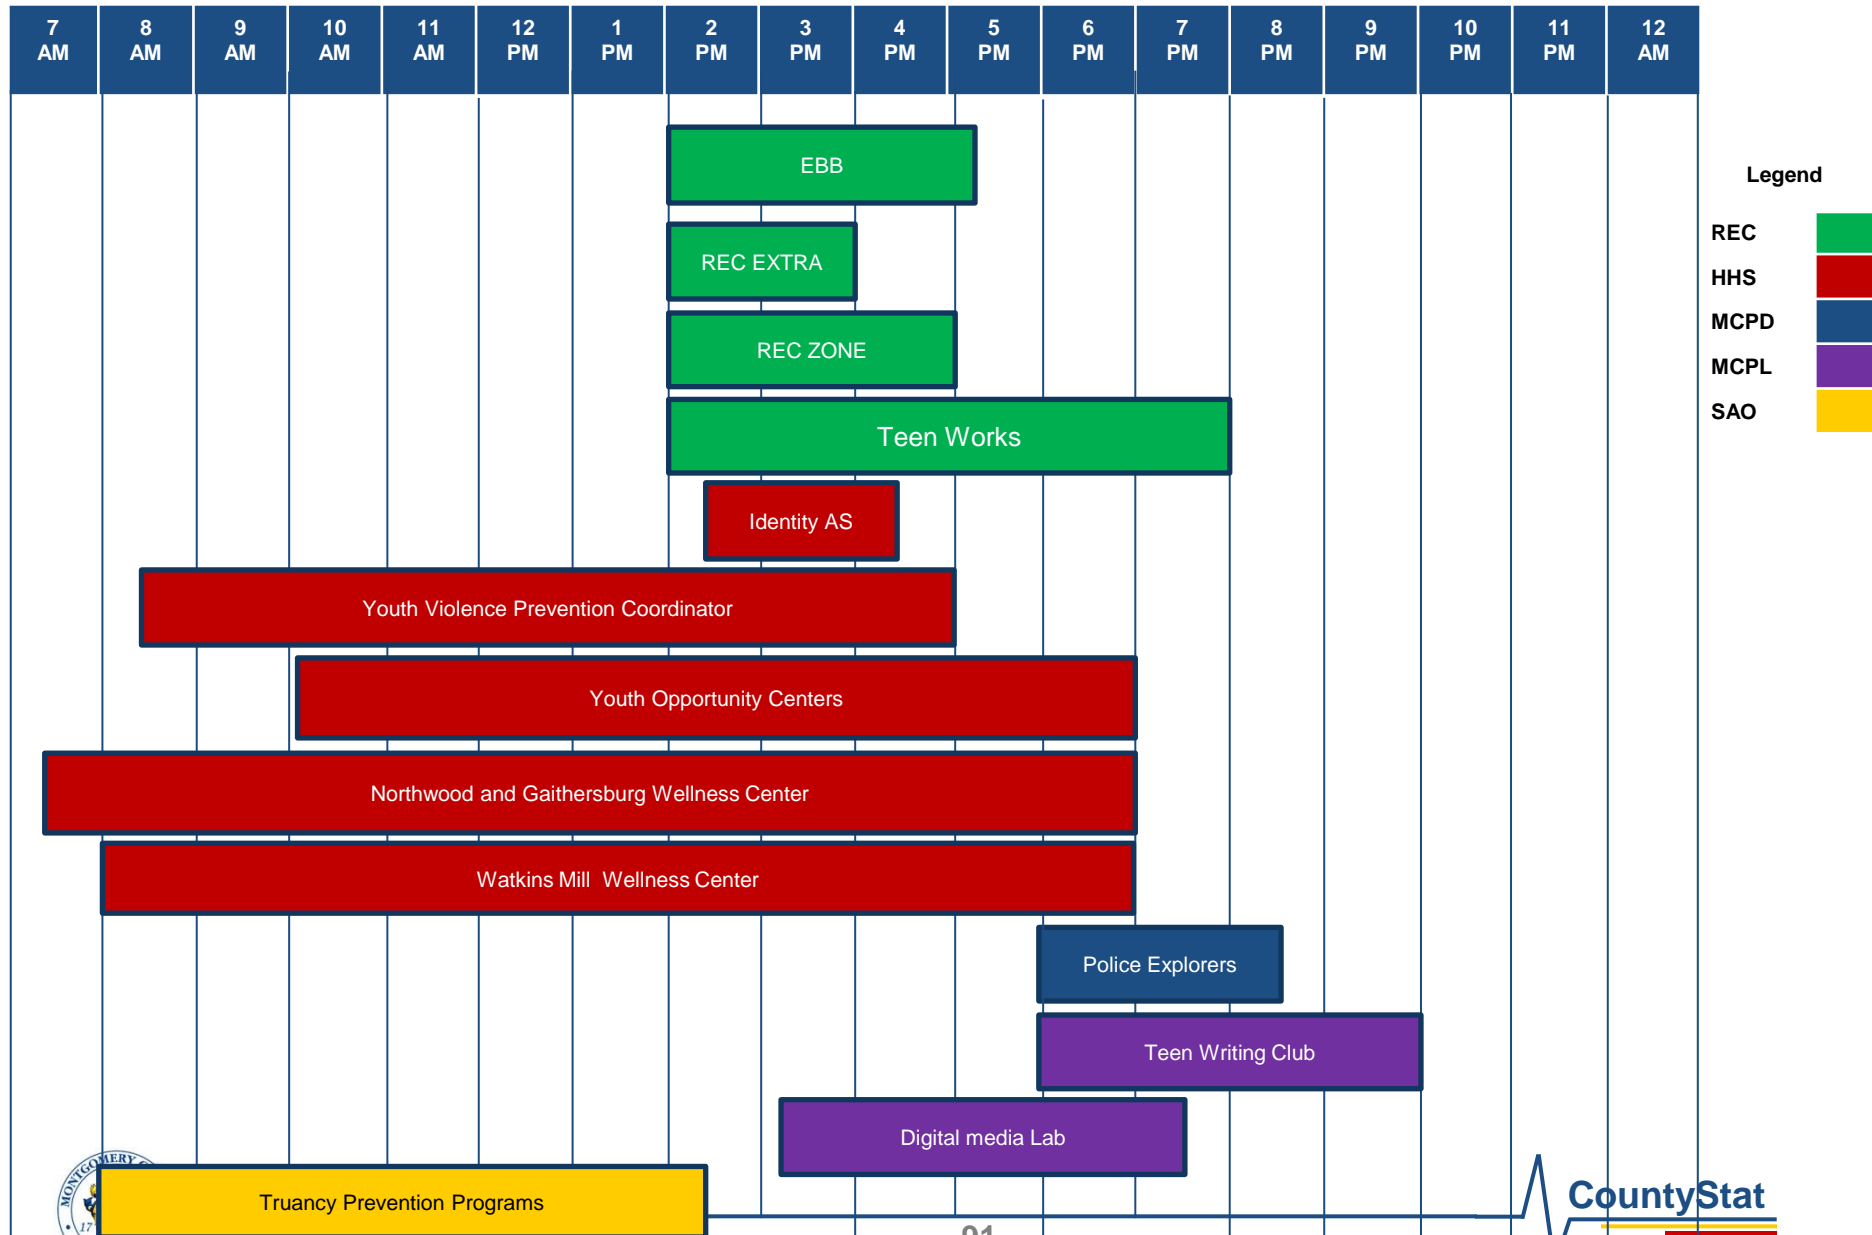 7 AM 8 AM 9 AM 10 AM 11 AM 12 PM 1 PM 2 PM 3 PM 4 PM 5 PM 6 PM 7 PM 8 PM 9 PM 10 PM 11 PM 12 AM
EBB
Legend
REC
HHS
MCPD
MCPL
SAO
REC EXTRA
REC ZONE
Teen Works
Identity AS
Youth Violence Prevention Coordinator
Youth Opportunity Centers
Northwood and Gaithersburg Wellness Center
Watkins Mill Wellness Center
Police Explorers
Teen Writing Club
Digital media Lab
Truancy Prevention Programs
CountyStat